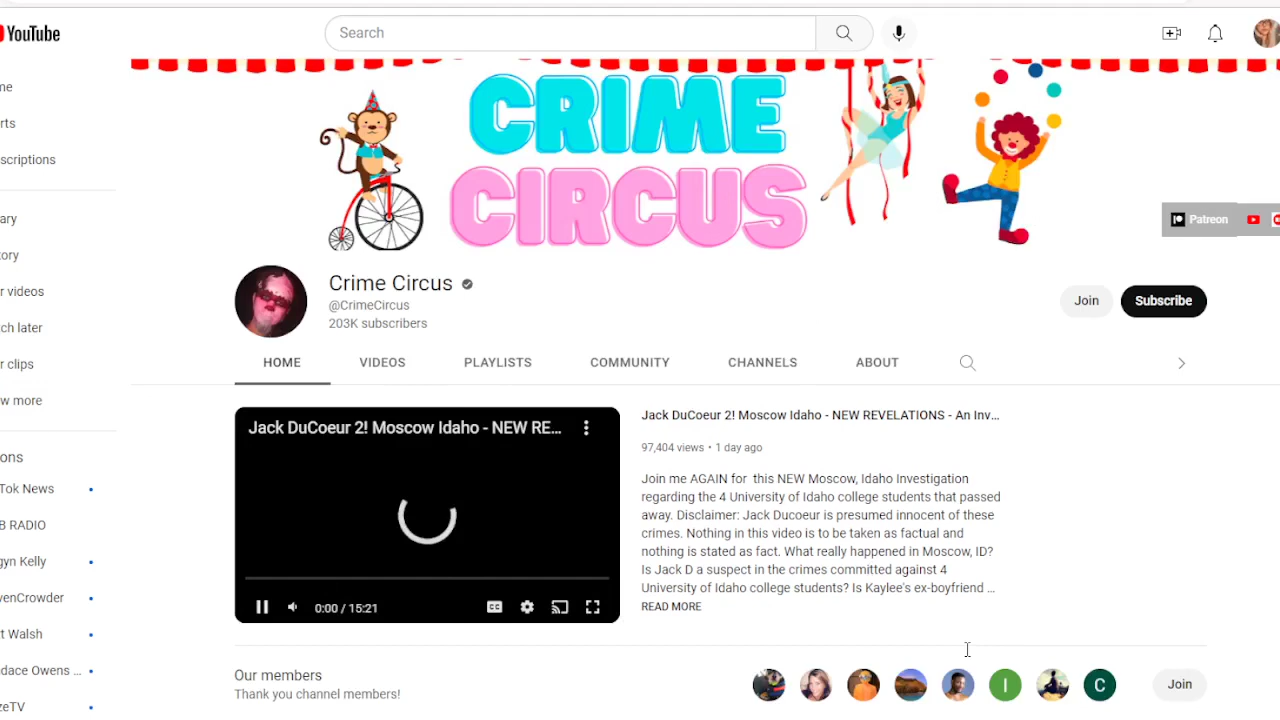 YouTube
Search
me
rts
scriptions
ary
tory
r videos
tch later
r clips
w more
ons
Tok News
B RADIO
gyn Kelly
venCrowder
t Walsh
dace Owens ...
zeTV
CRIME
CIRCUS
Patreon
Crime Circus
@CrimeCircus
203K subscribers
Join
Subscribe
HOME
VIDEOS
PLAYLISTS
COMMUNITY
CHANNELS
ABOUT
Jack DuCoeur 2! Moscow Idaho - NEW RE...
CC
0:00 / 15:21
Jack DuCoeur 2! Moscow Idaho - NEW REVELATIONS - An Inv...
97,404 views • 1 day ago
Join me AGAIN for this NEW Moscow, Idaho Investigation
regarding the 4 University of Idaho college students that passed
away. Disclaimer: Jack Ducoeur is presumed innocent of these
crimes. Nothing in this video is to be taken as factual and
nothing is stated as fact. What really happened in Moscow, ID?
Is Jack D a suspect in the crimes committed against 4
University of Idaho college students? Is Kaylee's ex-boyfriend ...
READ MORE
Our members
Thank you channel members!
I
C
Join